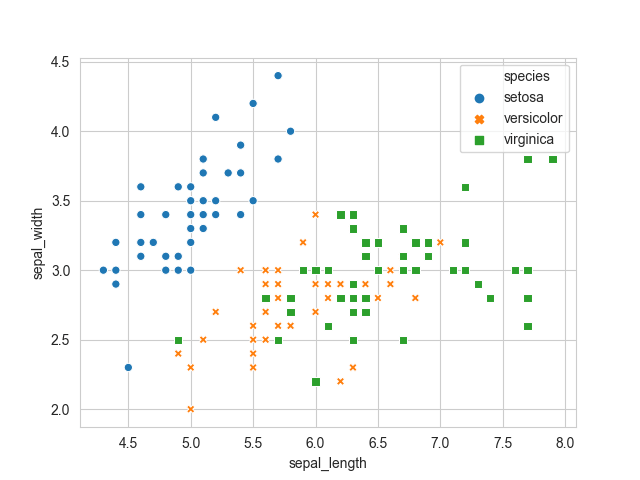 4.5
4.0
3.5
3.0
2.5
2.0
sepal_width
4.5 5.0 5.5 6.0 6.5 7.0 7.5 8.0
sepal_length
species
setosa
versicolor
virginica